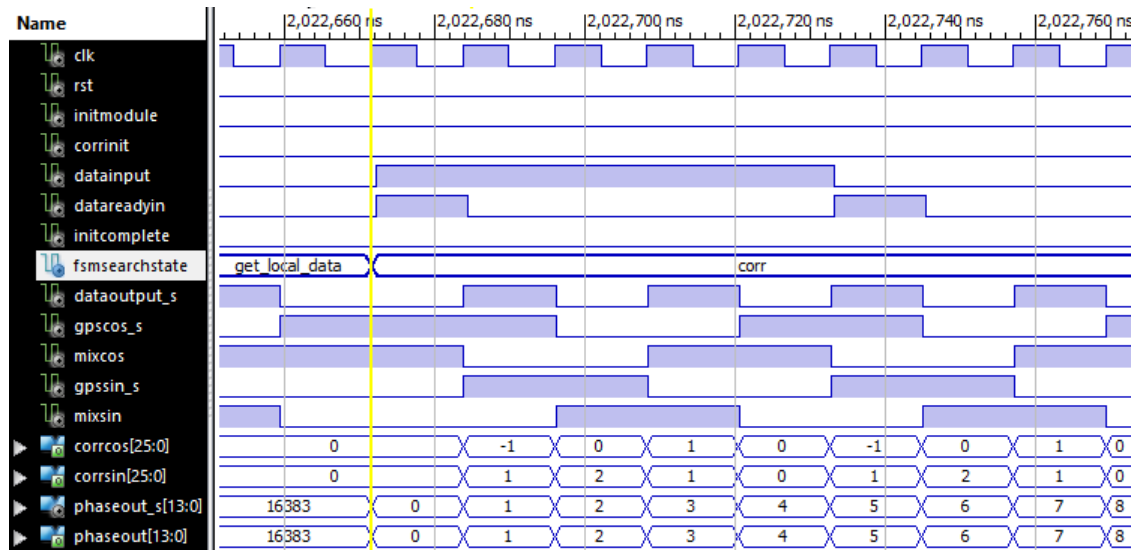 Name 2,022,660 ns 2,022,680 ns 2,022,700 ns 2,022,720 ns 2,022,740 ns 2,022,760 ns
clk
rst
initmodule
corrinit
datainput
datareadyin
initcomplete
fsmsearchstate get_local_data corr
dataoutput_s
gpscos_s
mixcos
gpssin_s
mixsin
corrcos[25:0] 0 -1 0 1 0 -1 0 1 0
corrsin[25:0] 0 1 2 1 0 1 2 1 0
phaseout_s[13:0] 16383 0 1 2 3 4 5 6 7 8
phaseout[13:0] 16383 0 1 2 3 4 5 6 7 8